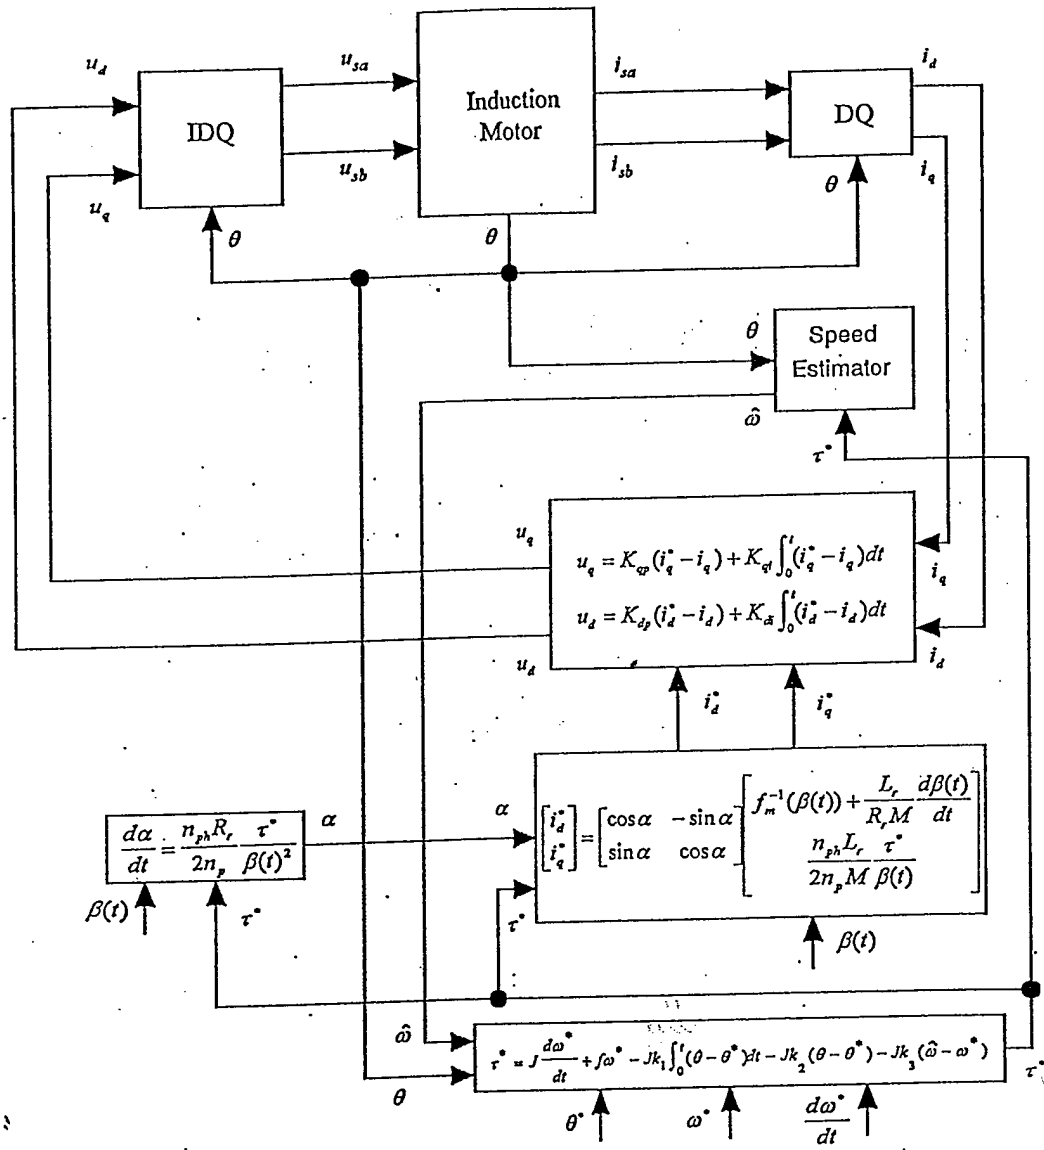 u_d
u_sa
i_sa
i_d
IDQ
Induction
Motor
DQ
u_q
u_sb
i_sb
i_q
θ
θ
θ
θ
Speed
Estimator
ω̂
τ*
u_q
u_q = K_qp(i_q* − i_q) + K_qi ∫_0^t (i_q* − i_q)dt
i_q
u_d = K_dp(i_d* − i_d) + K_di ∫_0^t (i_d* − i_d)dt
u_d
i_d
i_d*
i_q*
dα/dt = (n_ph R_r / 2n_p) (τ* / β(t)²)
α
α
[i_d* ; i_q*] = [cos α −sin α ; sin α cos α] [f_m^{-1}(β(t)) + (L_r / R_r M) (dβ(t)/dt) ; (n_ph L_r / 2n_p M) (τ* / β(t))]
β(t)
τ*
τ*
β(t)
ω̂
τ* = J dω*/dt + fω* − Jk_1 ∫_0^t (θ − θ*)dt − Jk_2(θ − θ*) − Jk_3(ω̂ − ω*)
τ*
θ
θ*
ω*
dω*/dt